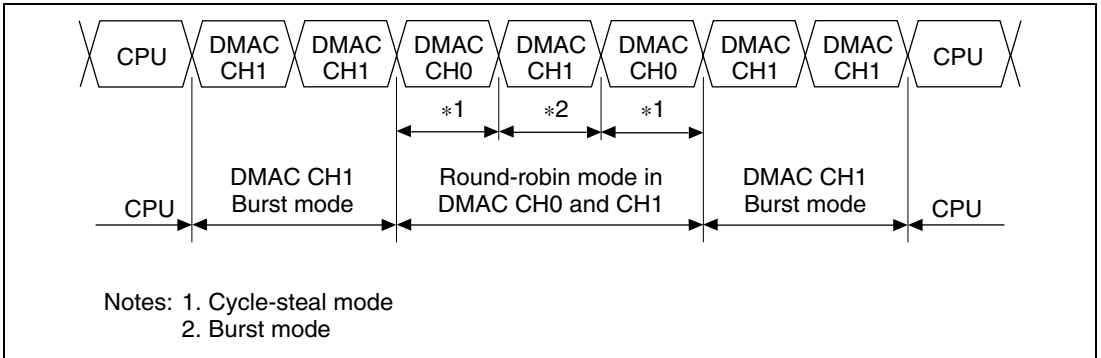 CPU DMAC CH1 DMAC CH1 DMAC CH0 DMAC CH1 DMAC CH0 DMAC CH1 DMAC CH1 CPU
*1 *2 *1
CPU
DMAC CH1
Burst mode
Round-robin mode in
DMAC CH0 and CH1
DMAC CH1
Burst mode
CPU
Notes: 1. Cycle-steal mode
2. Burst mode